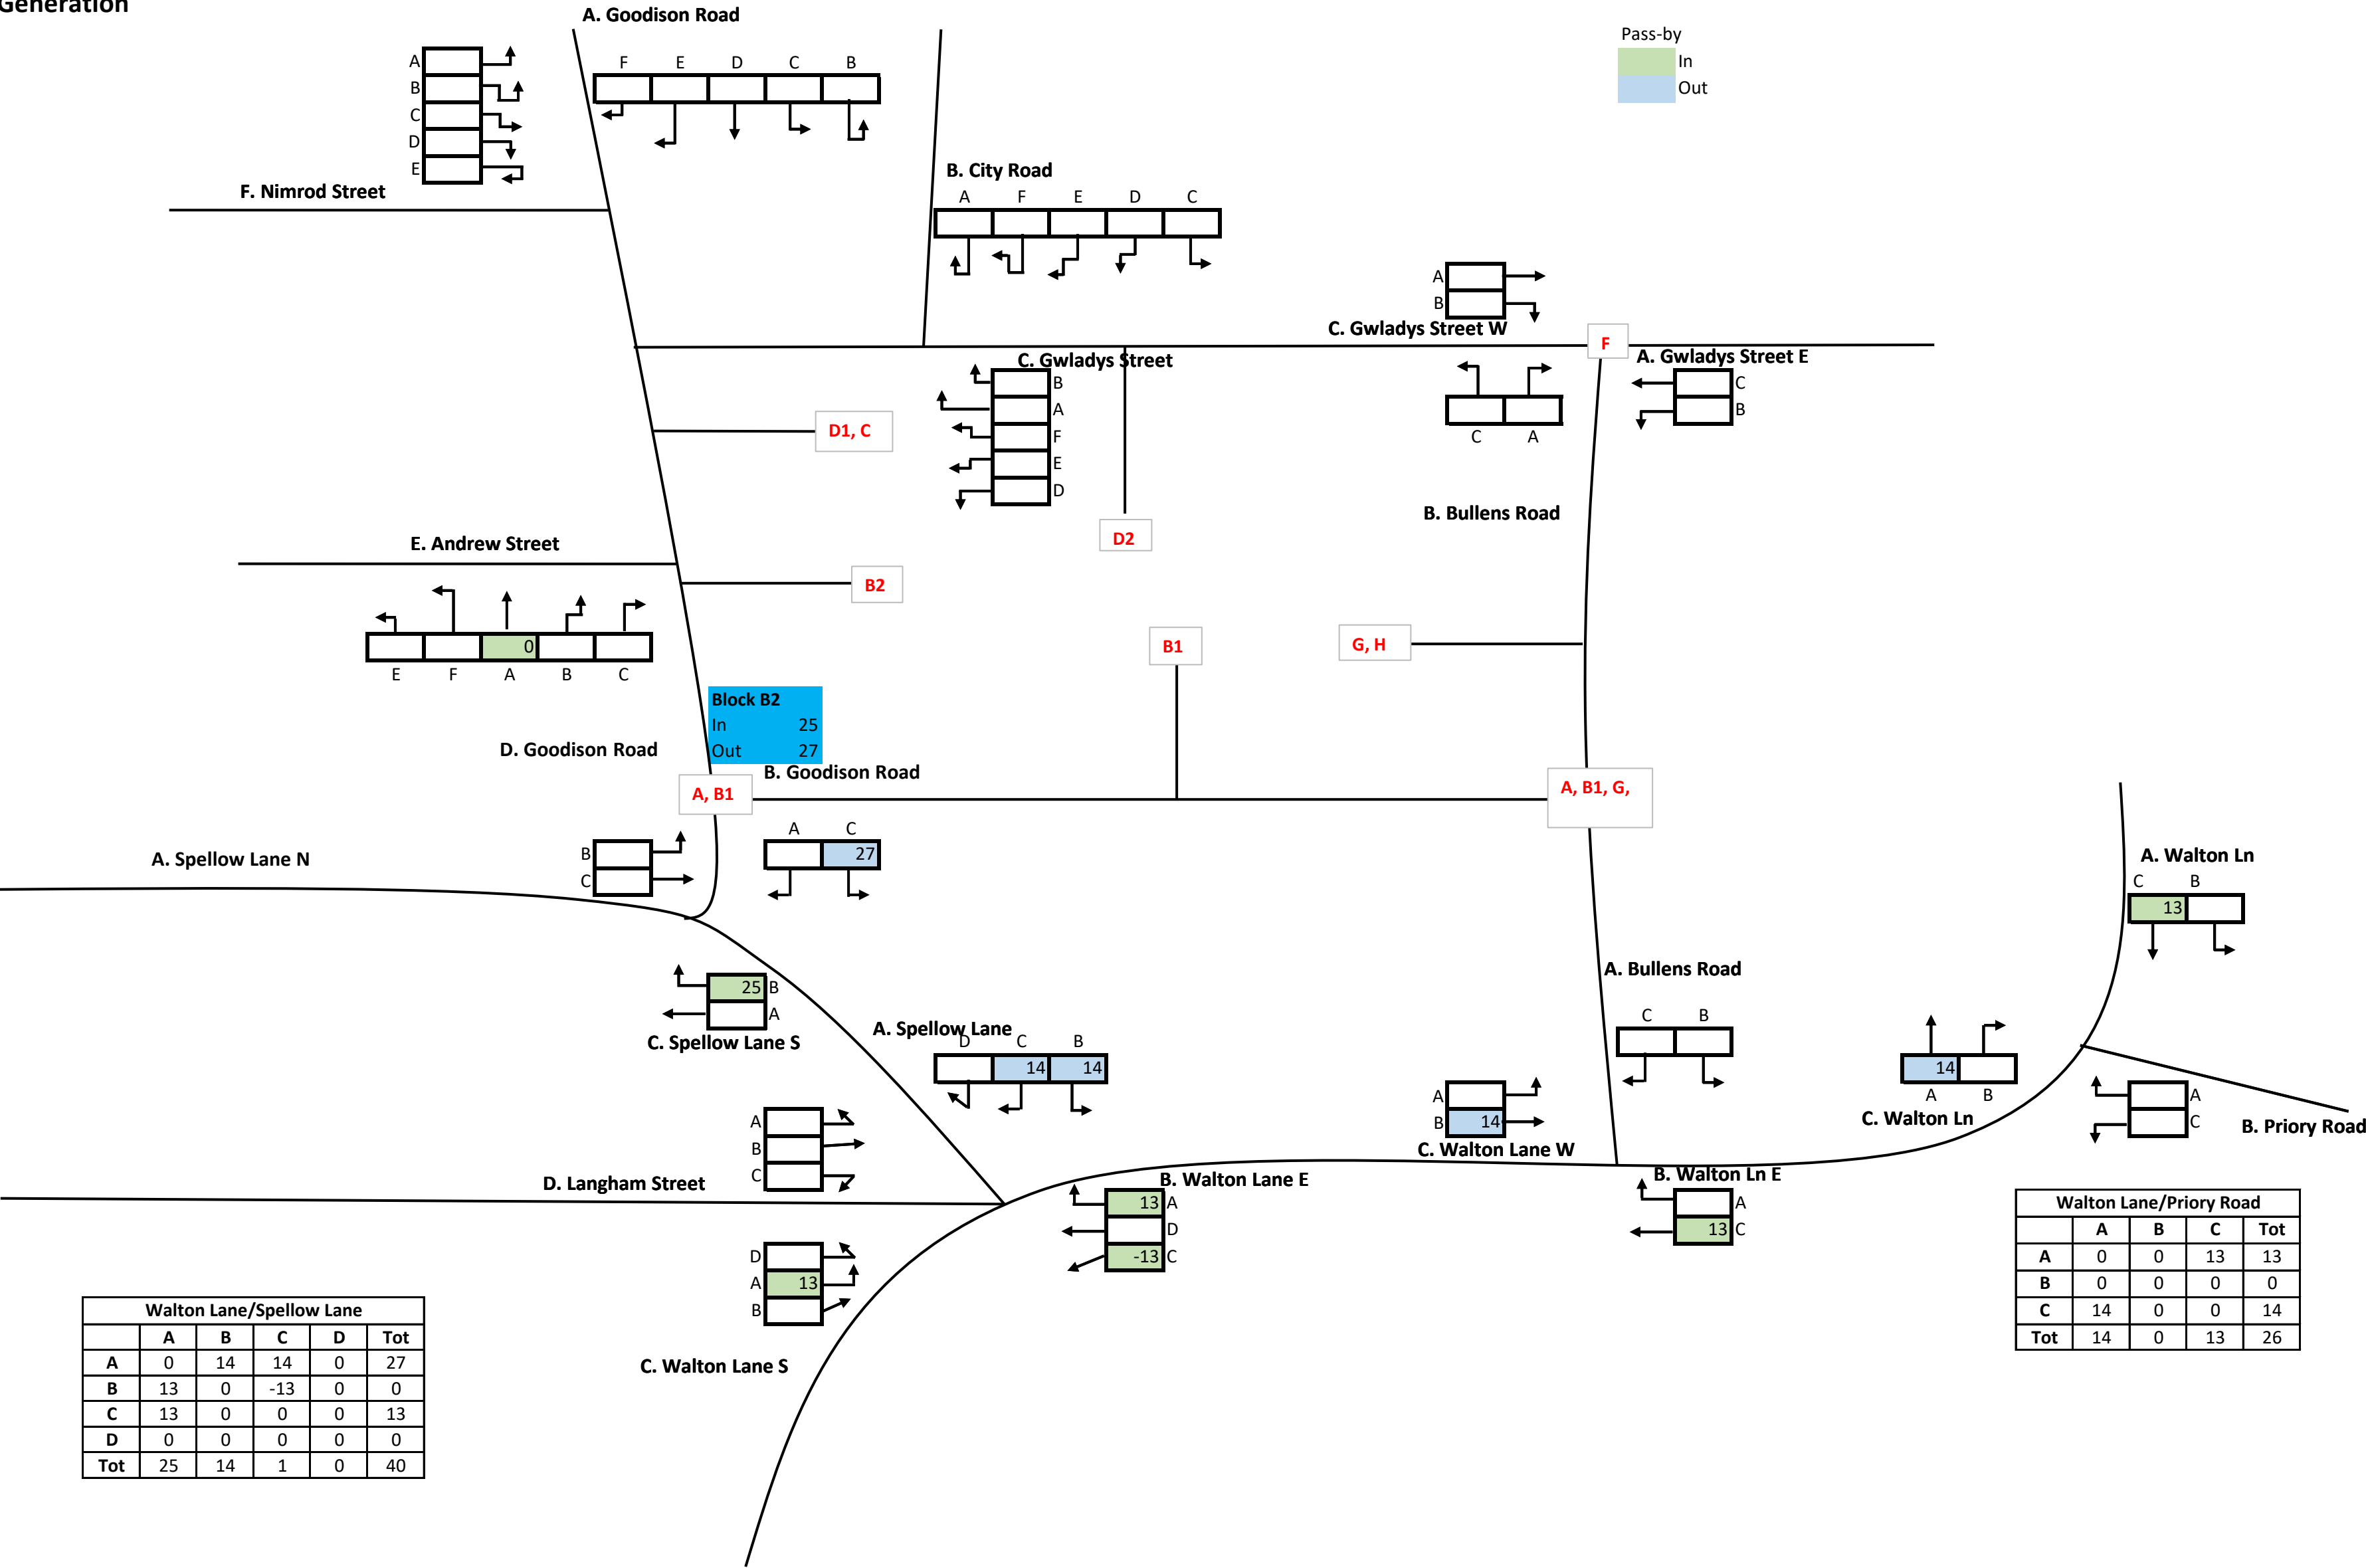 Generation
A. Goodison Road
Pass-by
In
Out
F E D C B
A
B
C
D
E
F. Nimrod Street
B. City Road
A F E D C
A
B
C. Gwladys Street W
F
A. Gwladys Street E
C
B
C. Gwladys Street
B
A
F
E
D
C A
D1, C
B. Bullens Road
D2
E. Andrew Street
B2
0
E F A B C
B1
G, H
Block B2
In 25
Out 27
D. Goodison Road
B. Goodison Road
A, B1
A, B1, G,
A C
27
B
C
A. Spellow Lane N
A. Walton Ln
C B
13
A. Bullens Road
C B
25 B
A
C. Spellow Lane S
A. Spellow Lane
D C B
14 14
14
A B
C. Walton Ln
A
C
B. Priory Road
A
B 14
C. Walton Lane W
A
B
C
D. Langham Street
B. Walton Lane E
13 A
D
-13 C
B. Walton Ln E
A
13 C
D
A 13
B
C. Walton Lane S
Walton Lane/Priory Road
A B C Tot
A 0 0 13 13
B 0 0 0 0
C 14 0 0 14
Tot 14 0 13 26
Walton Lane/Spellow Lane
A B C D Tot
A 0 14 14 0 27
B 13 0 -13 0 0
C 13 0 0 0 13
D 0 0 0 0 0
Tot 25 14 1 0 40